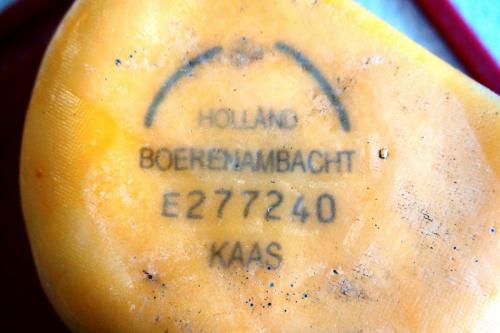 HOLLAND
BOERENAMBACHT
E277240
KAAS